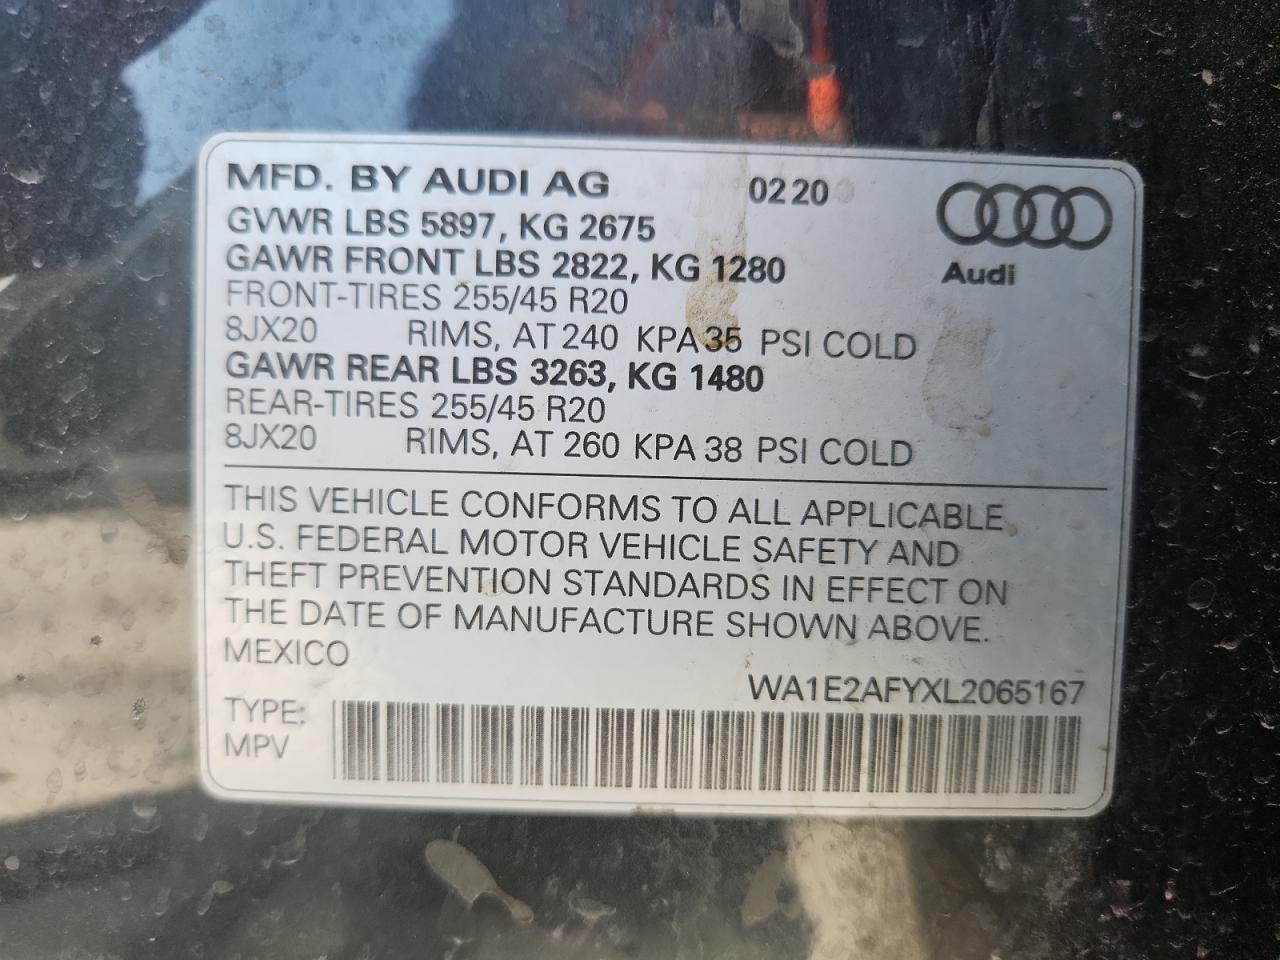 MFD. BY AUDI AG 02 20
GVWR LBS 5897, KG 2675
GAWR FRONT LBS 2822, KG 1280
Audi
FRONT-TIRES 255/45 R20
8JX20 RIMS, AT 240 KPA 35 PSI COLD
GAWR REAR LBS 3263, KG 1480
REAR-TIRES 255/45 R20
8JX20 RIMS, AT 260 KPA 38 PSI COLD
THIS VEHICLE CONFORMS TO ALL APPLICABLE
U.S. FEDERAL MOTOR VEHICLE SAFETY AND
THEFT PREVENTION STANDARDS IN EFFECT ON
THE DATE OF MANUFACTURE SHOWN ABOVE.
MEXICO
WA1E2AFYXL2065167
TYPE:
MPV